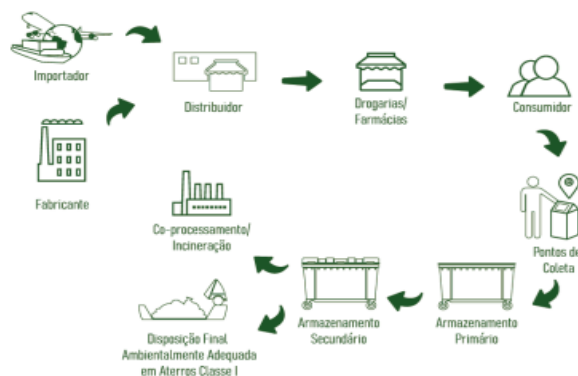 Importador
Distribuidor
Drogarias/
Farmácias
Consumidor
Fabricante
Pontos de
Coleta
Co-processamento/
Incineração
Armazenamento
Secundário
Armazenamento
Primário
Disposição Final
Ambientalmente Adequada
em Aterros Classe I